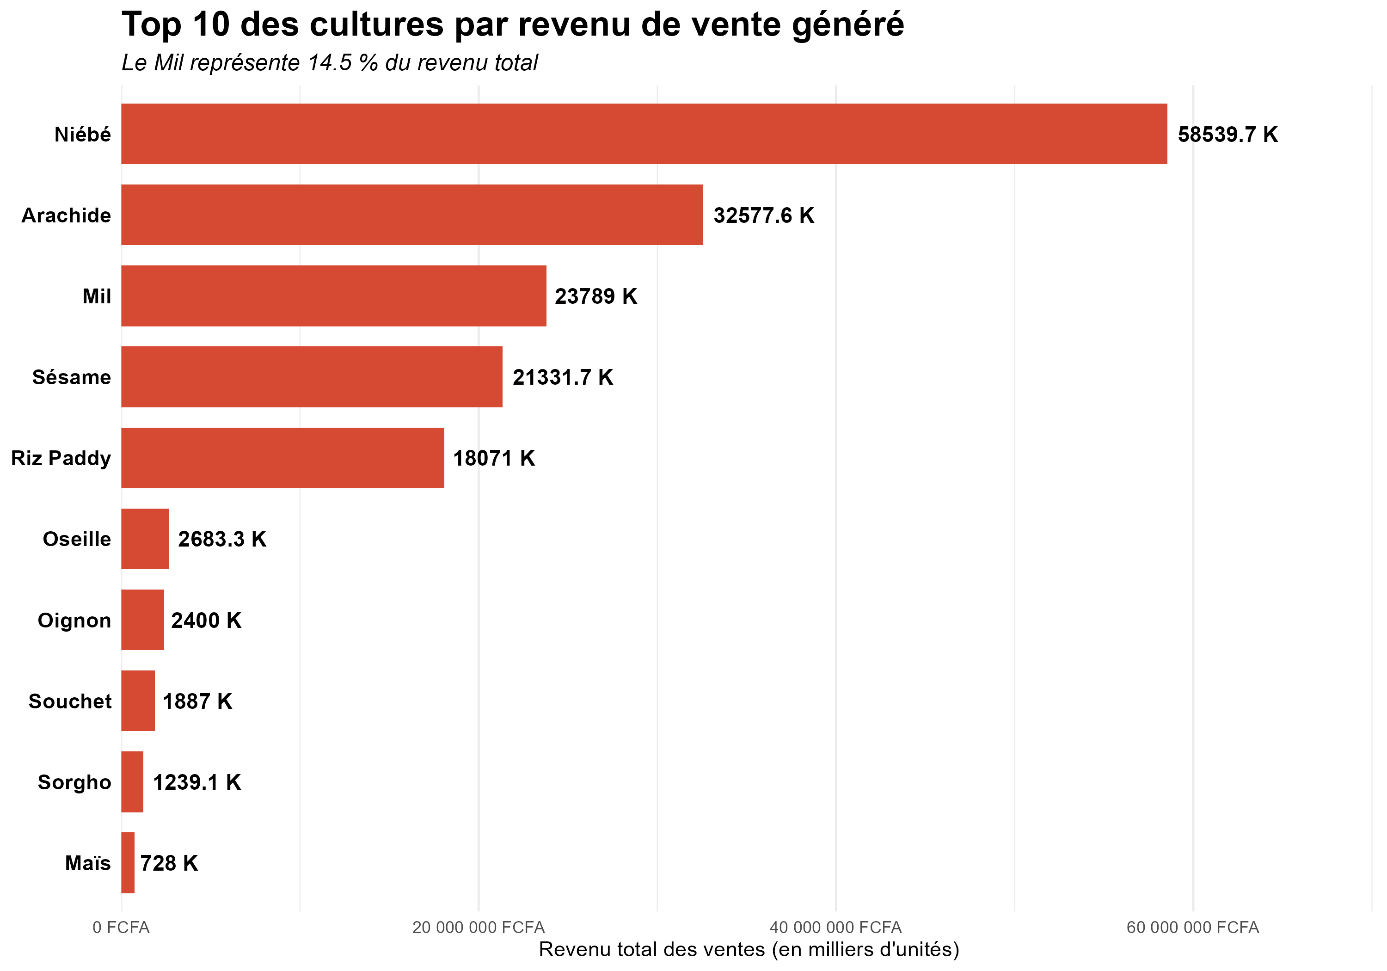 Top 10 des cultures par revenu de vente généré
Le Mil représente 14.5 % du revenu total
Niébé 58539.7 K
Arachide 32577.6 K
Mil 23789 K
Sésame 21331.7 K
Riz Paddy 18071 K
Oseille 2683.3 K
Oignon 2400 K
Souchet 1887 K
Sorgho 1239.1 K
Maïs 728 K
0 FCFA 20 000 000 FCFA 40 000 000 FCFA 60 000 000 FCFA
Revenu total des ventes (en milliers d'unités)